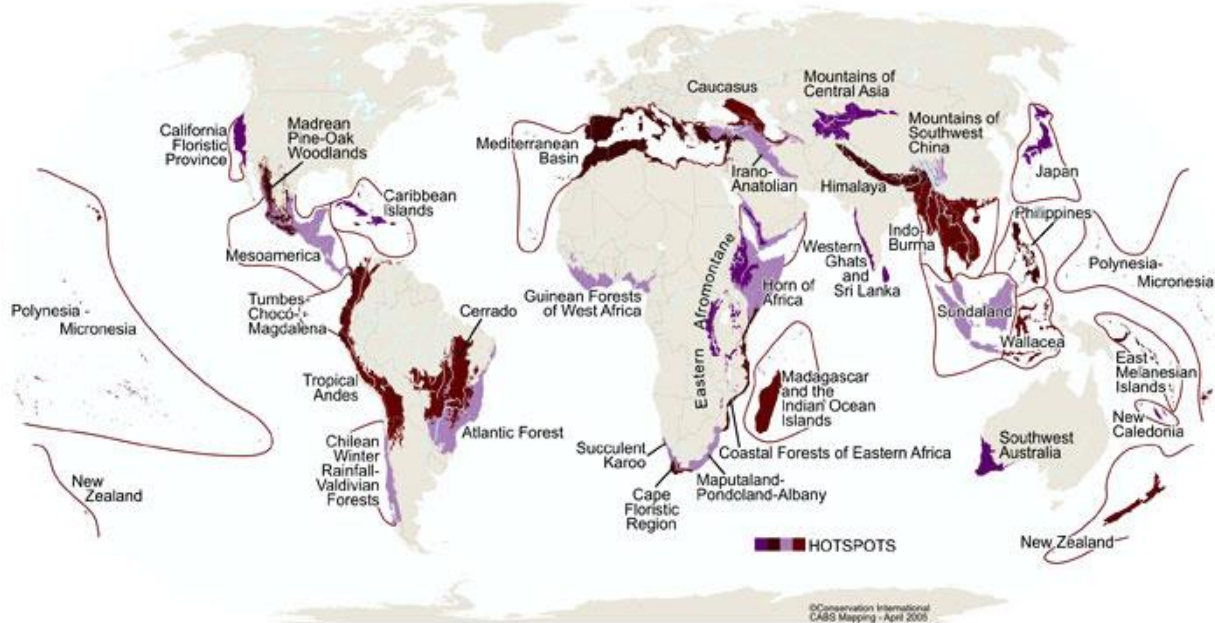 California
Floristic
Province
Madrean
Pine-Oak
Woodlands
Caribbean
Islands
Mesoamerica
Polynesia -
Micronesia
Tumbes-
Chocó-
Magdalena
Cerrado
Tropical
Andes
Atlantic Forest
Chilean
Winter
Rainfall-
Valdivian
Forests
New
Zealand
Mediterranean
Basin
Caucasus
Irano-
Anatolian
Mountains of
Central Asia
Mountains of
Southwest
China
Himalaya
Japan
Philippines
Indo-
Burma
Western
Ghats
and
Sri Lanka
Horn of
Africa
Guinean Forests
of West Africa
Eastern Afromontane
Polynesia-
Micronesia
Sundaland
Wallacea
East
Melanesian
Islands
Madagascar
and the
Indian Ocean
Islands
New
Caledonia
Southwest
Australia
Succulent
Karoo
Coastal Forests of Eastern Africa
Cape
Floristic
Region
Maputaland-
Pondoland-Albany
New Zealand
HOTSPOTS
©Conservation International
CABS Mapping - April 2005